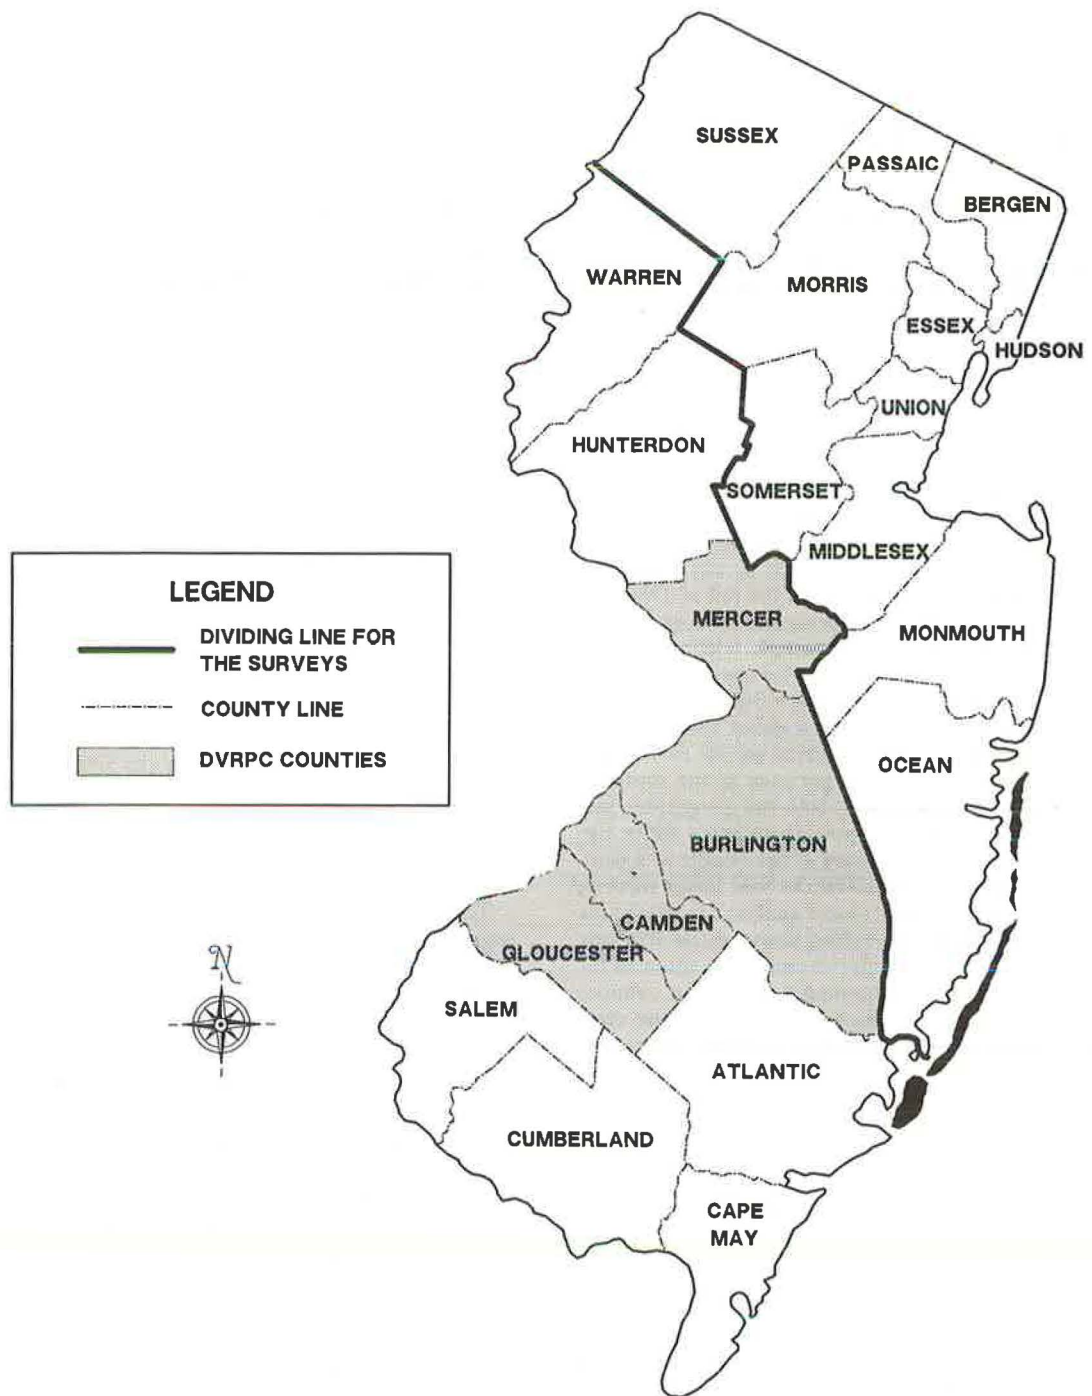 SUSSEX
PASSAIC
BERGEN
WARREN
MORRIS
ESSEX
HUDSON
UNION
HUNTERDON
SOMERSET
MIDDLESEX
MERCER
MONMOUTH
OCEAN
BURLINGTON
CAMDEN
GLOUCESTER
SALEM
ATLANTIC
CUMBERLAND
CAPE
MAY
LEGEND
DIVIDING LINE FOR
THE SURVEYS
COUNTY LINE
DVRPC COUNTIES
N